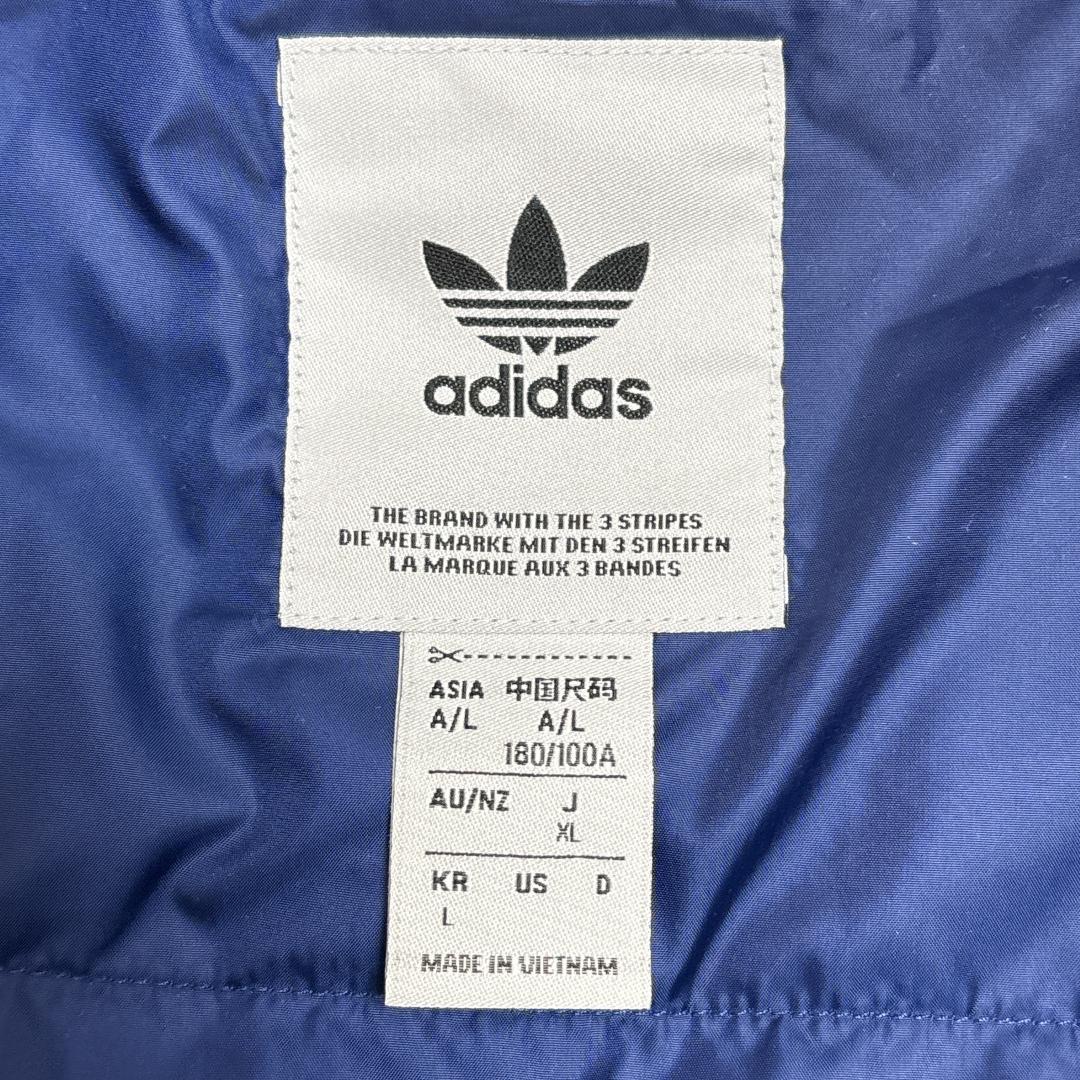 adidas
THE BRAND WITH THE 3 STRIPES
DIE WELTMARKE MIT DEN 3 STREIFEN
LA MARQUE AUX 3 BANDES
ASIA 中国尺码
A/L A/L
180/100A
AU/NZ J
XL
KR US D
L
MADE IN VIETNAM